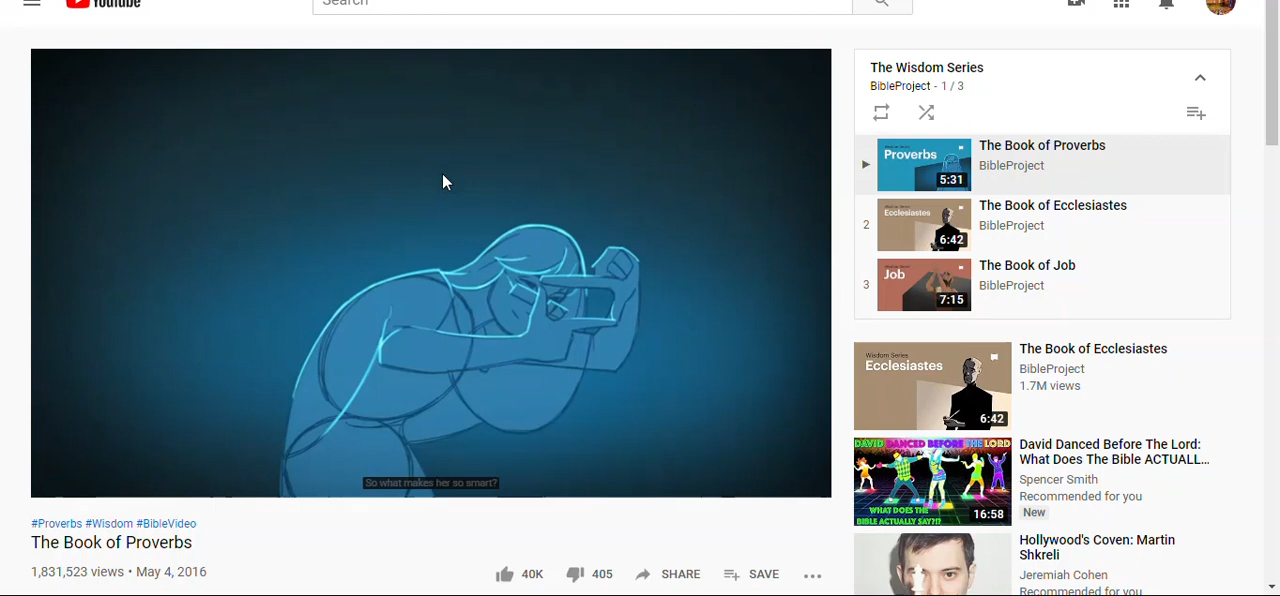 YouTube
Search
The Wisdom Series
BibleProject - 1 / 3
Proverbs
5:31
The Book of Proverbs
BibleProject
2
Ecclesiastes
6:42
The Book of Ecclesiastes
BibleProject
3
Job
7:15
The Book of Job
BibleProject
So what makes her so smart?
Wisdom Series
Ecclesiastes
6:42
The Book of Ecclesiastes
BibleProject
1.7M views
DAVID DANCED BEFORE THE LORD
WHAT DOES THE
BIBLE ACTUALLY SAY?!?
16:58
David Danced Before The Lord:
What Does The Bible ACTUALL...
Spencer Smith
Recommended for you
New
Hollywood's Coven: Martin
Shkreli
Jeremiah Cohen
Recommended for you
#Proverbs #Wisdom #BibleVideo
The Book of Proverbs
1,831,523 views • May 4, 2016
40K
405
SHARE
SAVE